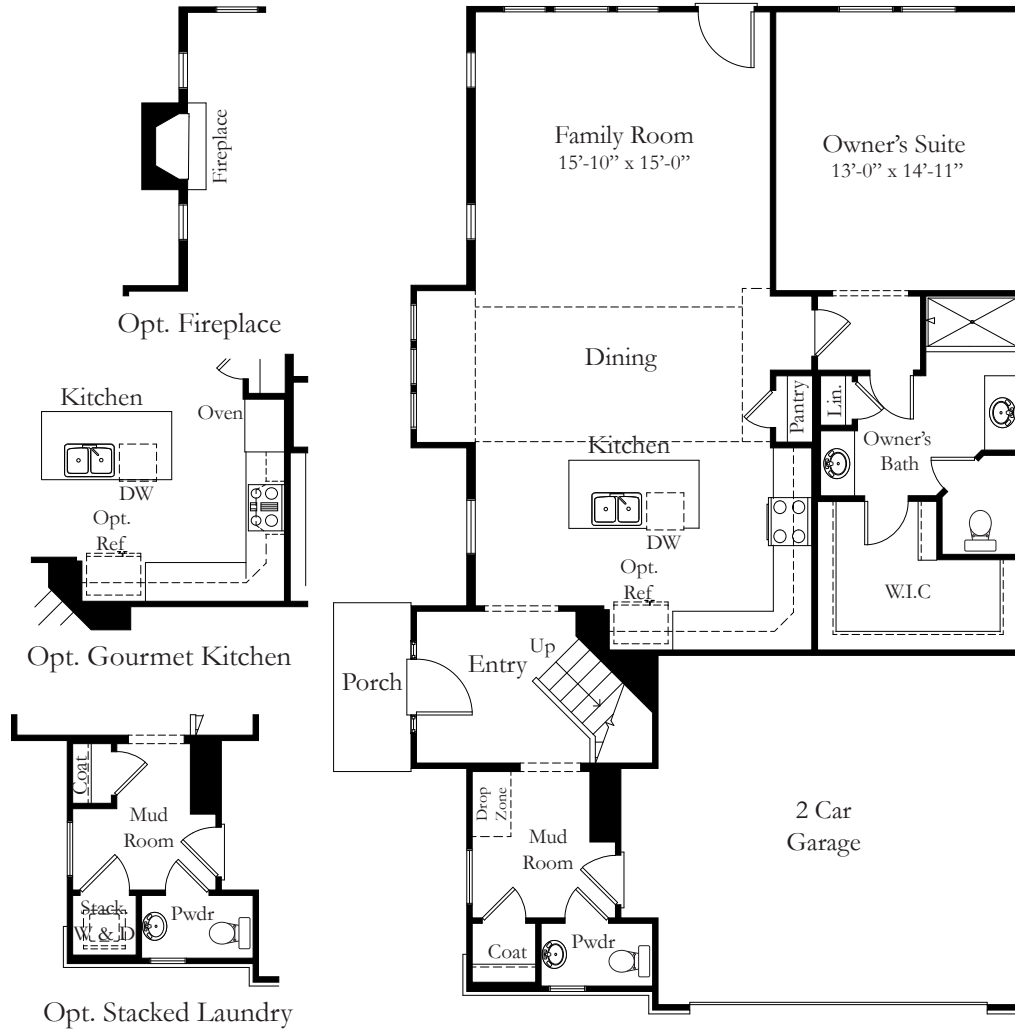 Fireplace
Opt. Fireplace
Kitchen
Oven
DW
Opt.
Ref
Opt. Gourmet Kitchen
Coat
Mud
Room
Stack
W & D
Pwdr
Opt. Stacked Laundry
Family Room
15’-10” x 15’-0”
Owner’s Suite
13’-0” x 14’-11”
Dining
Pantry
Lin.
Owner’s
Bath
Kitchen
DW
Opt.
Ref
W.I.C
Up
Entry
Porch
Drop
Zone
Mud
Room
2 Car
Garage
Coat
Pwdr